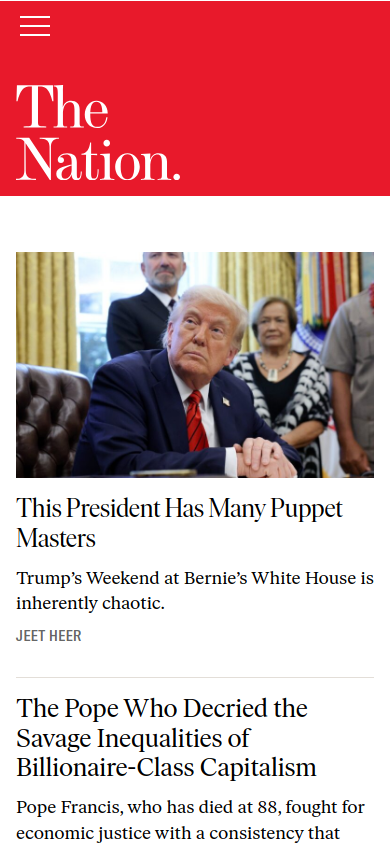 The
Nation.
This President Has Many Puppet
Masters
Trump’s Weekend at Bernie’s White House is
inherently chaotic.
JEET HEER
The Pope Who Decried the
Savage Inequalities of
Billionaire-Class Capitalism
Pope Francis, who has died at 88, fought for
economic justice with a consistency that